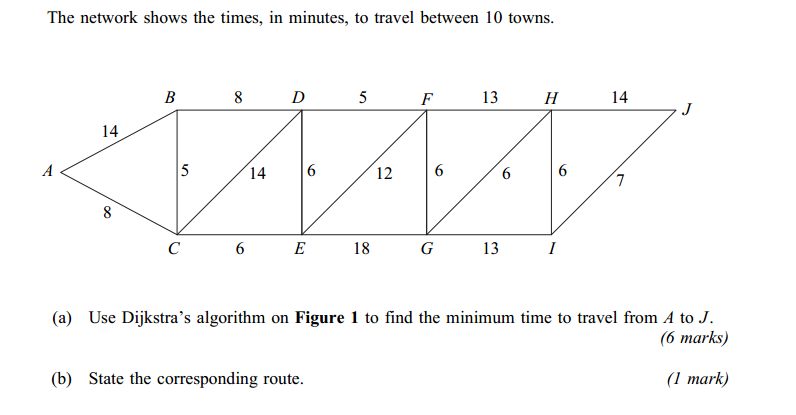 The network shows the times, in minutes, to travel between 10 towns.
B 8 D 5 F 13 H 14 J
14
A 5 14 6 12 6 6 6 7
8
C 6 E 18 G 13 I
(a) Use Dijkstra's algorithm on Figure 1 to find the minimum time to travel from A to J.
(6 marks)
(b) State the corresponding route. (1 mark)